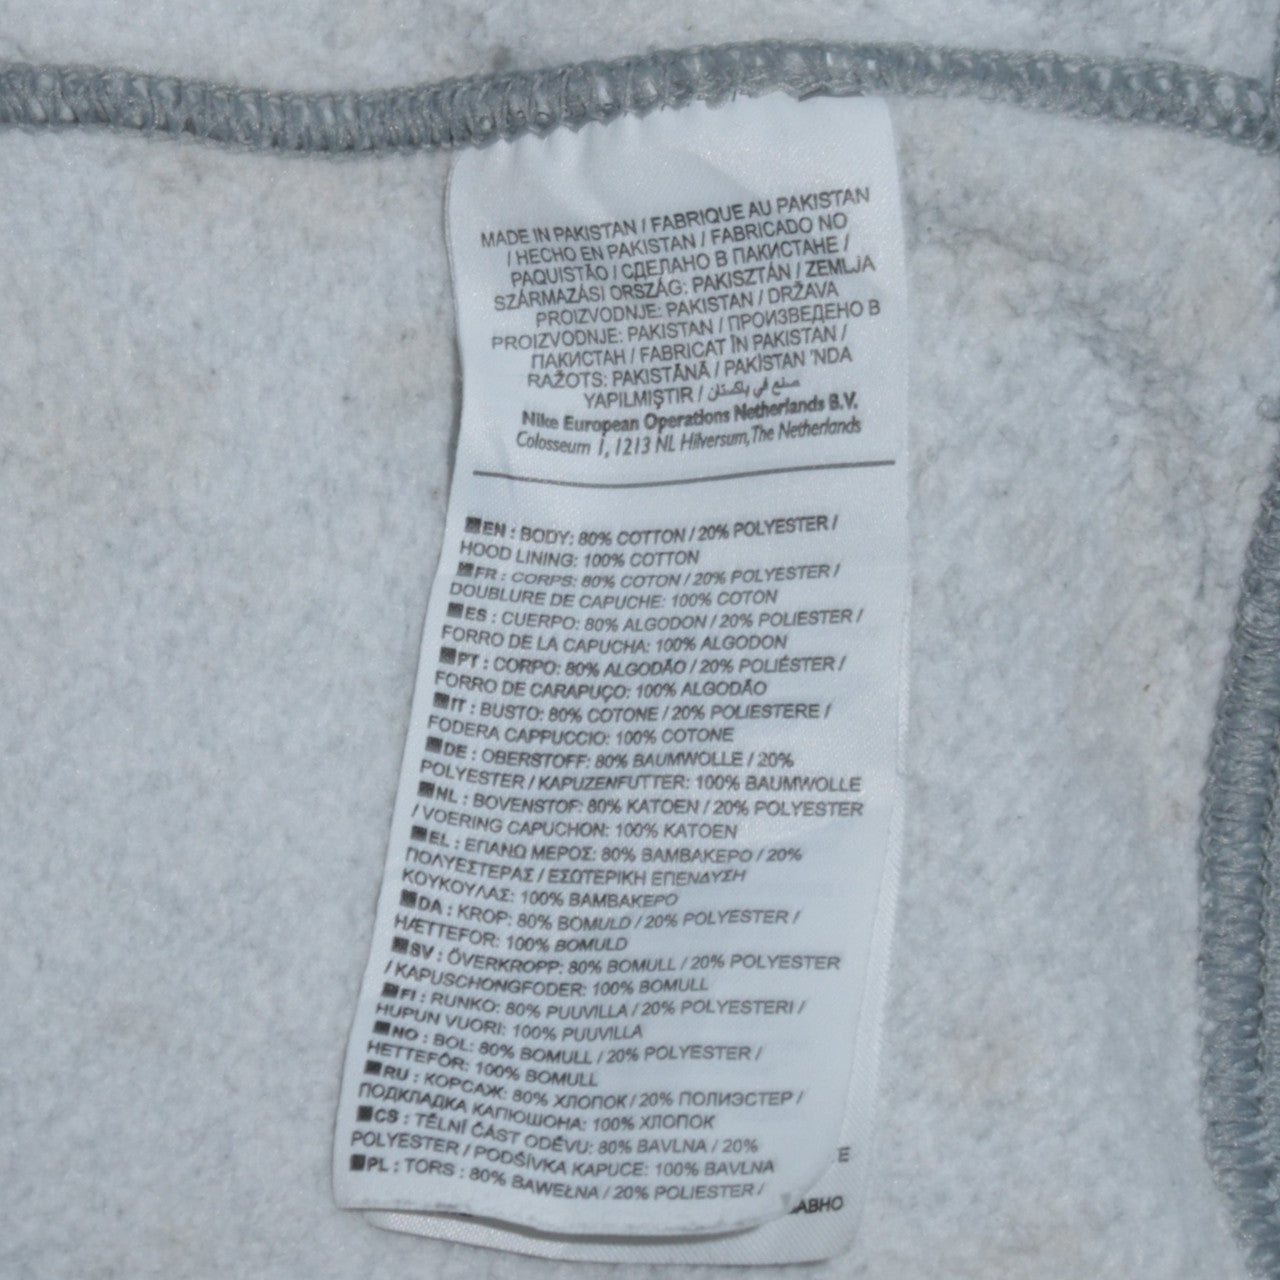 MADE IN PAKISTAN / FABRIQUE AU PAKISTAN
/ HECHO EN PAKISTAN / FABRICADO NO
PAQUISTÃO / СДЕЛАНО В ПАКИСТАНЕ /
SZÁRMAZÁSI ORSZÁG: PAKISZTÁN / ZEMLJA
PROIZVODNJE: PAKISTAN / DRŽAVA
PROIZVODNJE: PAKISTAN / ПРОИЗВЕДЕНО В
ПАКИСТАН / FABRICAT ÎN PAKISTAN /
RAŽOTS: PAKISTĀNĀ / PAKİSTAN 'NDA
YAPILMIŞTIR / صنع في باكستان
Nike European Operations Netherlands B.V.
Colosseum 1, 1213 NL Hilversum, The Netherlands
EN : BODY: 80% COTTON / 20% POLYESTER /
HOOD LINING: 100% COTTON
FR : CORPS: 80% COTON / 20% POLYESTER /
DOUBLURE DE CAPUCHE: 100% COTON
ES : CUERPO: 80% ALGODON / 20% POLIESTER /
FORRO DE LA CAPUCHA: 100% ALGODON
PT : CORPO: 80% ALGODÃO / 20% POLIÉSTER /
FORRO DE CARAPUÇO: 100% ALGODÃO
IT : BUSTO: 80% COTONE / 20% POLIESTERE /
FODERA CAPPUCCIO: 100% COTONE
DE : OBERSTOFF: 80% BAUMWOLLE / 20%
POLYESTER / KAPUZENFUTTER: 100% BAUMWOLLE
NL : BOVENSTOF: 80% KATOEN / 20% POLYESTER
/ VOERING CAPUCHON: 100% KATOEN
EL : ΕΠΑΝΩ ΜΕΡΟΣ: 80% ΒΑΜΒΑΚΕΡΟ / 20%
ΠΟΛΥΕΣΤΕΡΑΣ / ΕΣΩΤΕΡΙΚΗ ΕΠΕΝΔΥΣΗ
ΚΟΥΚΟΥΛΑΣ: 100% ΒΑΜΒΑΚΕΡΟ
DA : KROP: 80% BOMULD / 20% POLYESTER /
HÆTTEFOR: 100% BOMULD
SV : ÖVERKROPP: 80% BOMULL / 20% POLYESTER
/ KAPUSCHONGFODER: 100% BOMULL
FI : RUNKO: 80% PUUVILLA / 20% POLYESTERI /
HUPUN VUORI: 100% PUUVILLA
NO : BOL: 80% BOMULL / 20% POLYESTER /
HETTEFÔR: 100% BOMULL
RU : КОРСАЖ: 80% ХЛОПОК / 20% ПОЛИЭСТЕР /
ПОДКЛАДКА КАПЮШОНА: 100% ХЛОПОК
CS : TĚLNÍ ČÁST ODĚVU: 80% BAVLNA / 20%
POLYESTER / PODŠÍVKA KAPUCE: 100% BAVLNA
PL : TORS : 80% BAWEŁNA / 20% POLIESTER /